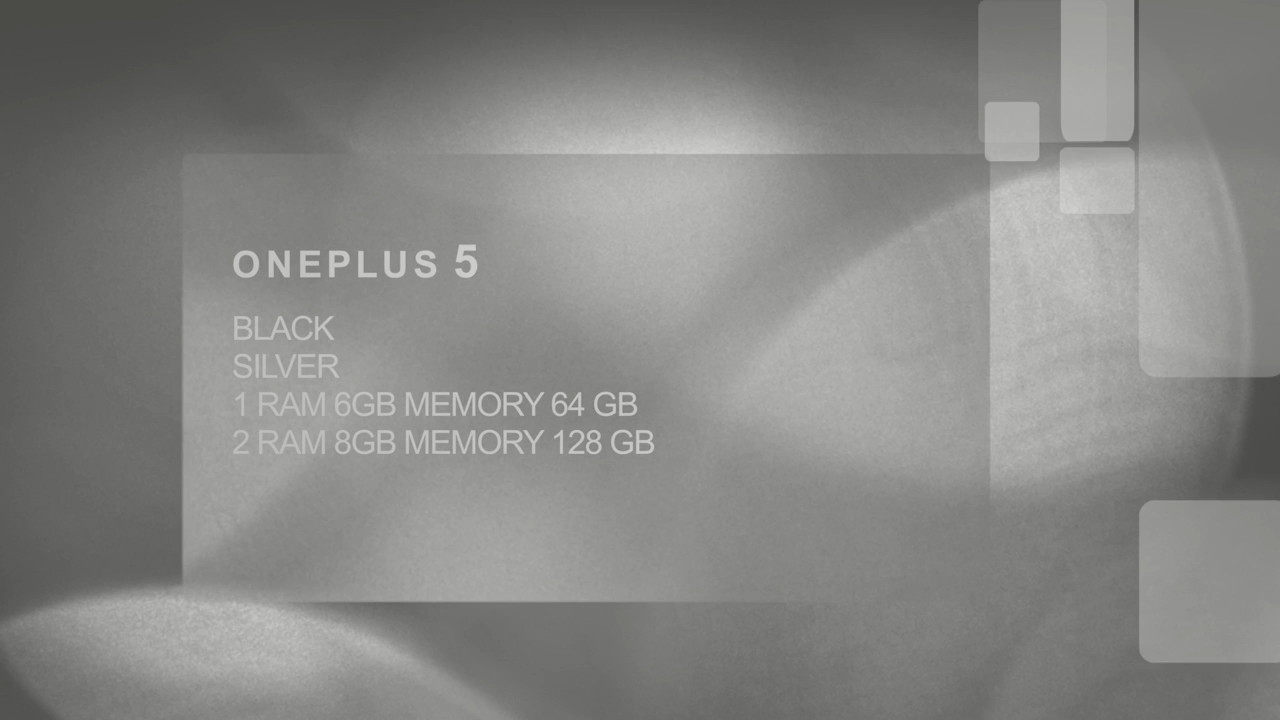 ONEPLUS 5
BLACK
SILVER
1 RAM 6GB MEMORY 64 GB
2 RAM 8GB MEMORY 128 GB